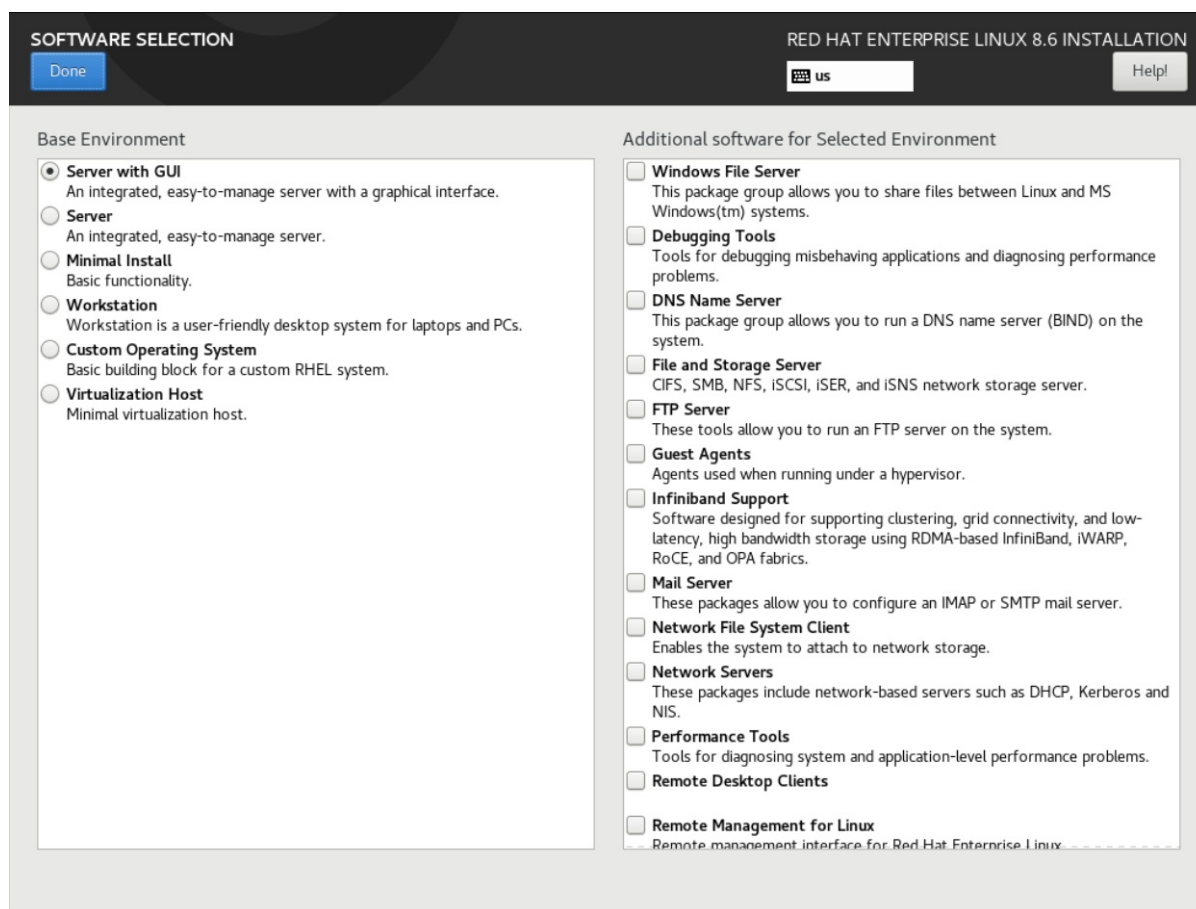 SOFTWARE SELECTION
Done
RED HAT ENTERPRISE LINUX 8.6 INSTALLATION
us
Help!
Base Environment
Server with GUI
An integrated, easy-to-manage server with a graphical interface.
Server
An integrated, easy-to-manage server.
Minimal Install
Basic functionality.
Workstation
Workstation is a user-friendly desktop system for laptops and PCs.
Custom Operating System
Basic building block for a custom RHEL system.
Virtualization Host
Minimal virtualization host.
Additional software for Selected Environment
Windows File Server
This package group allows you to share files between Linux and MS
Windows(tm) systems.
Debugging Tools
Tools for debugging misbehaving applications and diagnosing performance
problems.
DNS Name Server
This package group allows you to run a DNS name server (BIND) on the
system.
File and Storage Server
CIFS, SMB, NFS, iSCSI, iSER, and iSNS network storage server.
FTP Server
These tools allow you to run an FTP server on the system.
Guest Agents
Agents used when running under a hypervisor.
Infiniband Support
Software designed for supporting clustering, grid connectivity, and low-
latency, high bandwidth storage using RDMA-based InfiniBand, iWARP,
RoCE, and OPA fabrics.
Mail Server
These packages allow you to configure an IMAP or SMTP mail server.
Network File System Client
Enables the system to attach to network storage.
Network Servers
These packages include network-based servers such as DHCP, Kerberos and
NIS.
Performance Tools
Tools for diagnosing system and application-level performance problems.
Remote Desktop Clients
Remote Management for Linux
Remote management interface for Red Hat Enterprise Linux